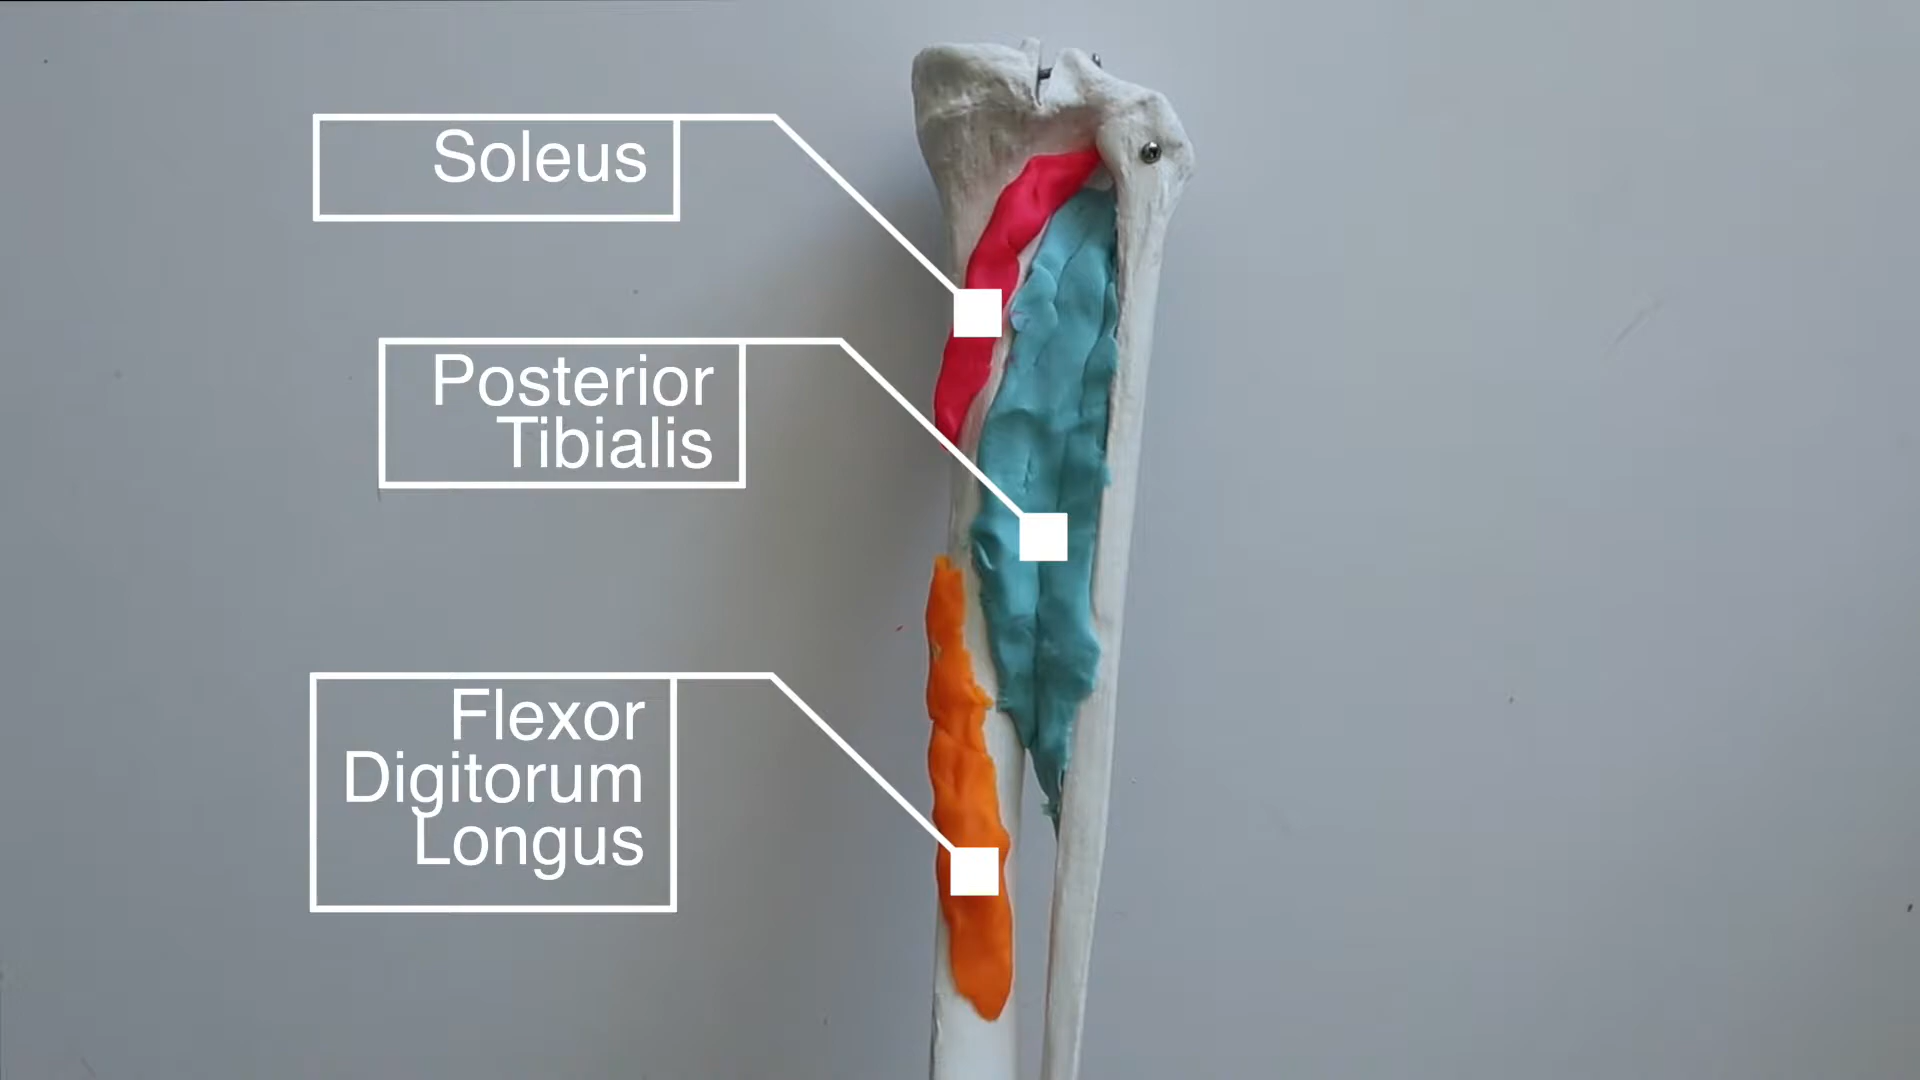 Soleus
Posterior
Tibialis
Flexor
Digitorum
Longus